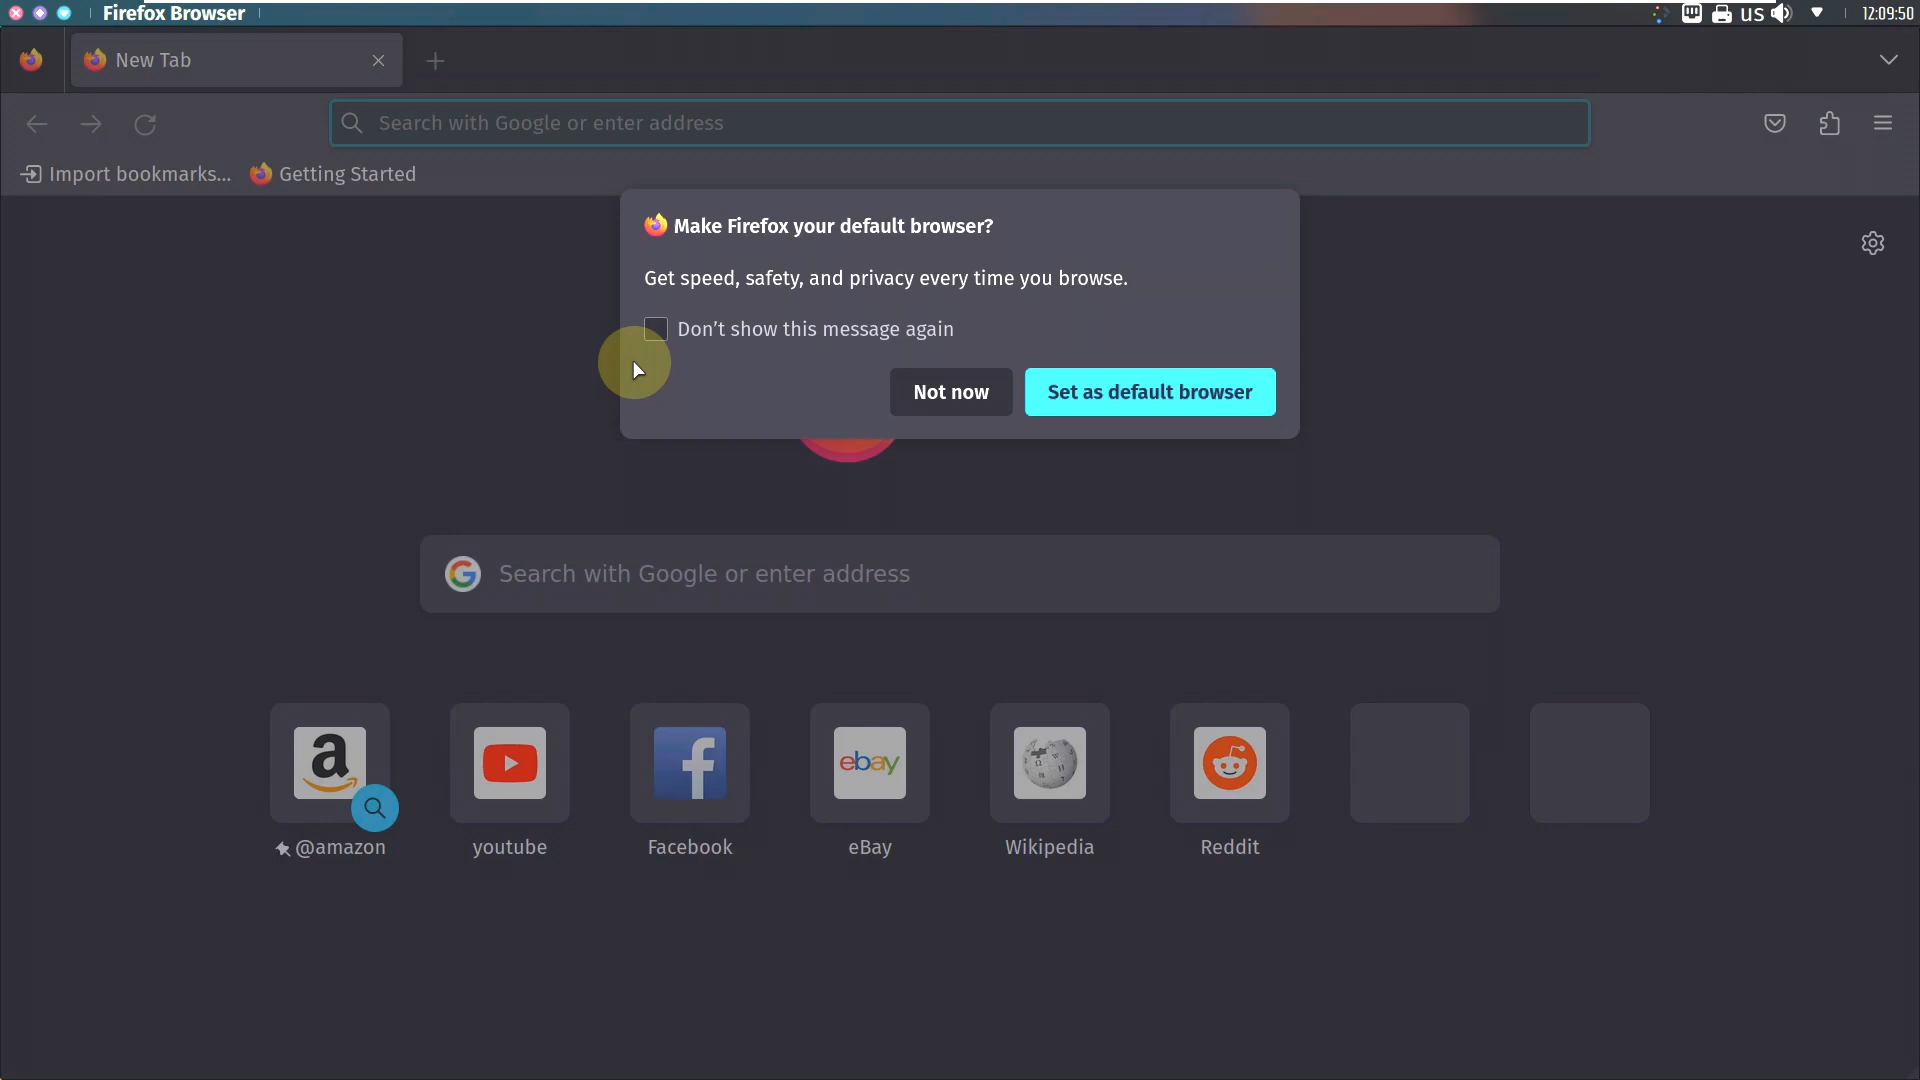 Firefox Browser
us
12:09:50
New Tab
Search with Google or enter address
Import bookmarks...
Getting Started
Make Firefox your default browser?
Get speed, safety, and privacy every time you browse.
Don’t show this message again
Not now
Set as default browser
Search with Google or enter address
a
ebay
@amazon
youtube
Facebook
eBay
Wikipedia
Reddit